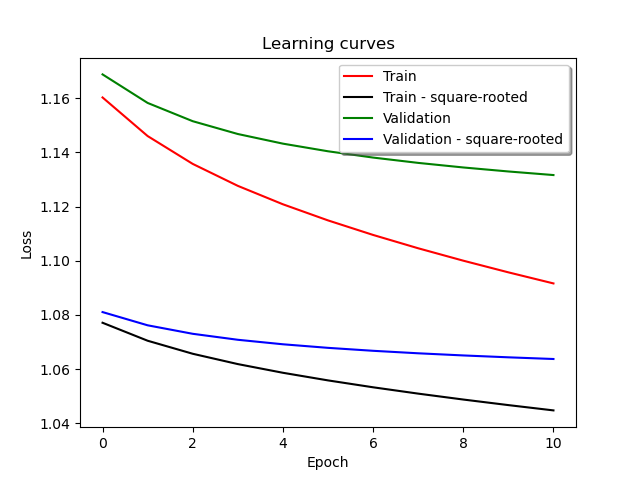 Learning curves
Train
Train - square-rooted
Validation
Validation - square-rooted
Loss
1.16
1.14
1.12
1.10
1.08
1.06
1.04
0 2 4 6 8 10
Epoch